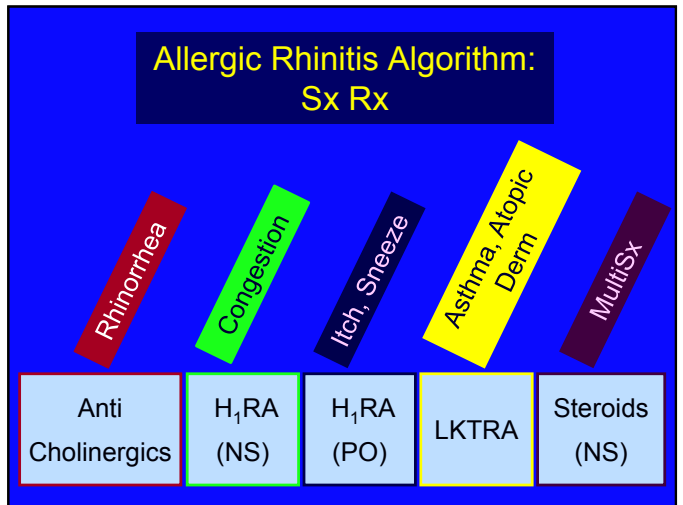 Allergic Rhinitis Algorithm:
Sx Rx
Rhinorrhea
Congestion
Itch, Sneeze
Asthma, Atopic
Derm
MultiSx
Anti
Cholinergics
H₁RA
(NS)
H₁RA
(PO)
LKTRA
Steroids
(NS)